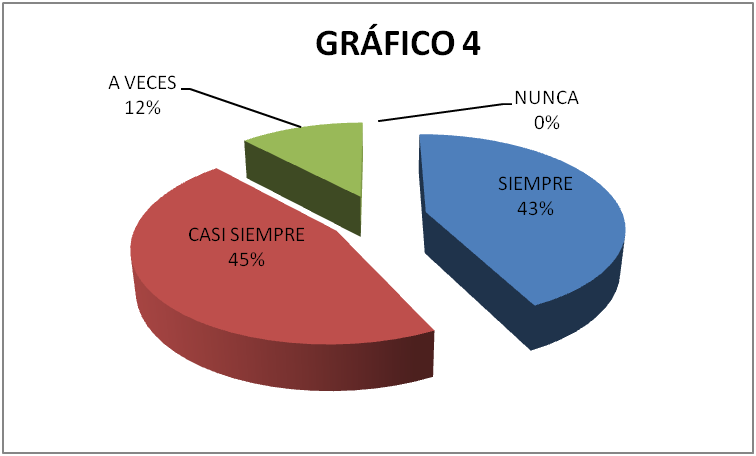 GRÁFICO 4
A VECES
12%
NUNCA
0%
SIEMPRE
43%
CASI SIEMPRE
45%